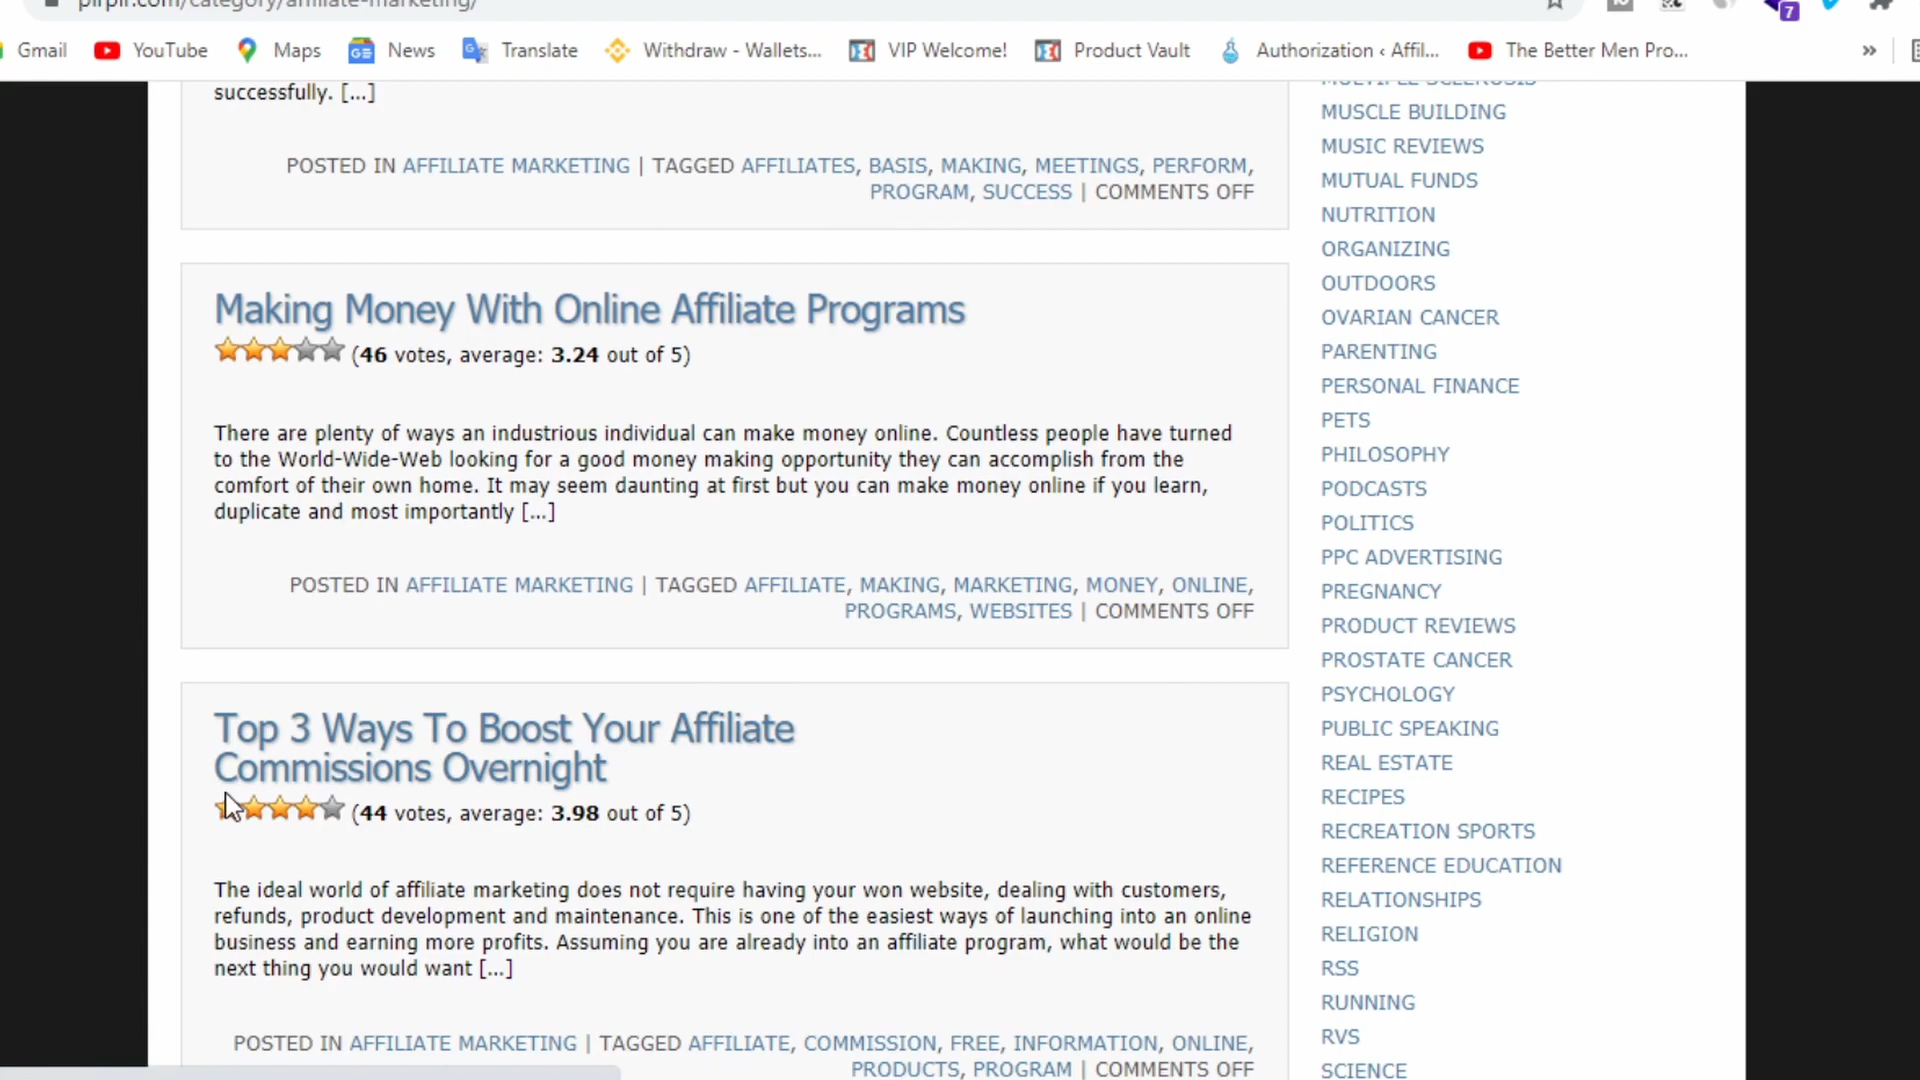 plrplr.com/category/affiliate-marketing/
7
Gmail YouTube Maps News Translate Withdraw - Wallets... VIP Welcome! Product Vault Authorization ‹ Affil... The Better Men Pro... »
successfully. [...]
POSTED IN AFFILIATE MARKETING | TAGGED AFFILIATES, BASIS, MAKING, MEETINGS, PERFORM,
PROGRAM, SUCCESS | COMMENTS OFF
Making Money With Online Affiliate Programs
(46 votes, average: 3.24 out of 5)
There are plenty of ways an industrious individual can make money online. Countless people have turned
to the World-Wide-Web looking for a good money making opportunity they can accomplish from the
comfort of their own home. It may seem daunting at first but you can make money online if you learn,
duplicate and most importantly [...]
POSTED IN AFFILIATE MARKETING | TAGGED AFFILIATE, MAKING, MARKETING, MONEY, ONLINE,
PROGRAMS, WEBSITES | COMMENTS OFF
Top 3 Ways To Boost Your Affiliate
Commissions Overnight
(44 votes, average: 3.98 out of 5)
The ideal world of affiliate marketing does not require having your won website, dealing with customers,
refunds, product development and maintenance. This is one of the easiest ways of launching into an online
business and earning more profits. Assuming you are already into an affiliate program, what would be the
next thing you would want [...]
POSTED IN AFFILIATE MARKETING | TAGGED AFFILIATE, COMMISSION, FREE, INFORMATION, ONLINE,
PRODUCTS, PROGRAM | COMMENTS OFF
MULTIPLE SCLEROSIS
MUSCLE BUILDING
MUSIC REVIEWS
MUTUAL FUNDS
NUTRITION
ORGANIZING
OUTDOORS
OVARIAN CANCER
PARENTING
PERSONAL FINANCE
PETS
PHILOSOPHY
PODCASTS
POLITICS
PPC ADVERTISING
PREGNANCY
PRODUCT REVIEWS
PROSTATE CANCER
PSYCHOLOGY
PUBLIC SPEAKING
REAL ESTATE
RECIPES
RECREATION SPORTS
REFERENCE EDUCATION
RELATIONSHIPS
RELIGION
RSS
RUNNING
RVS
SCIENCE